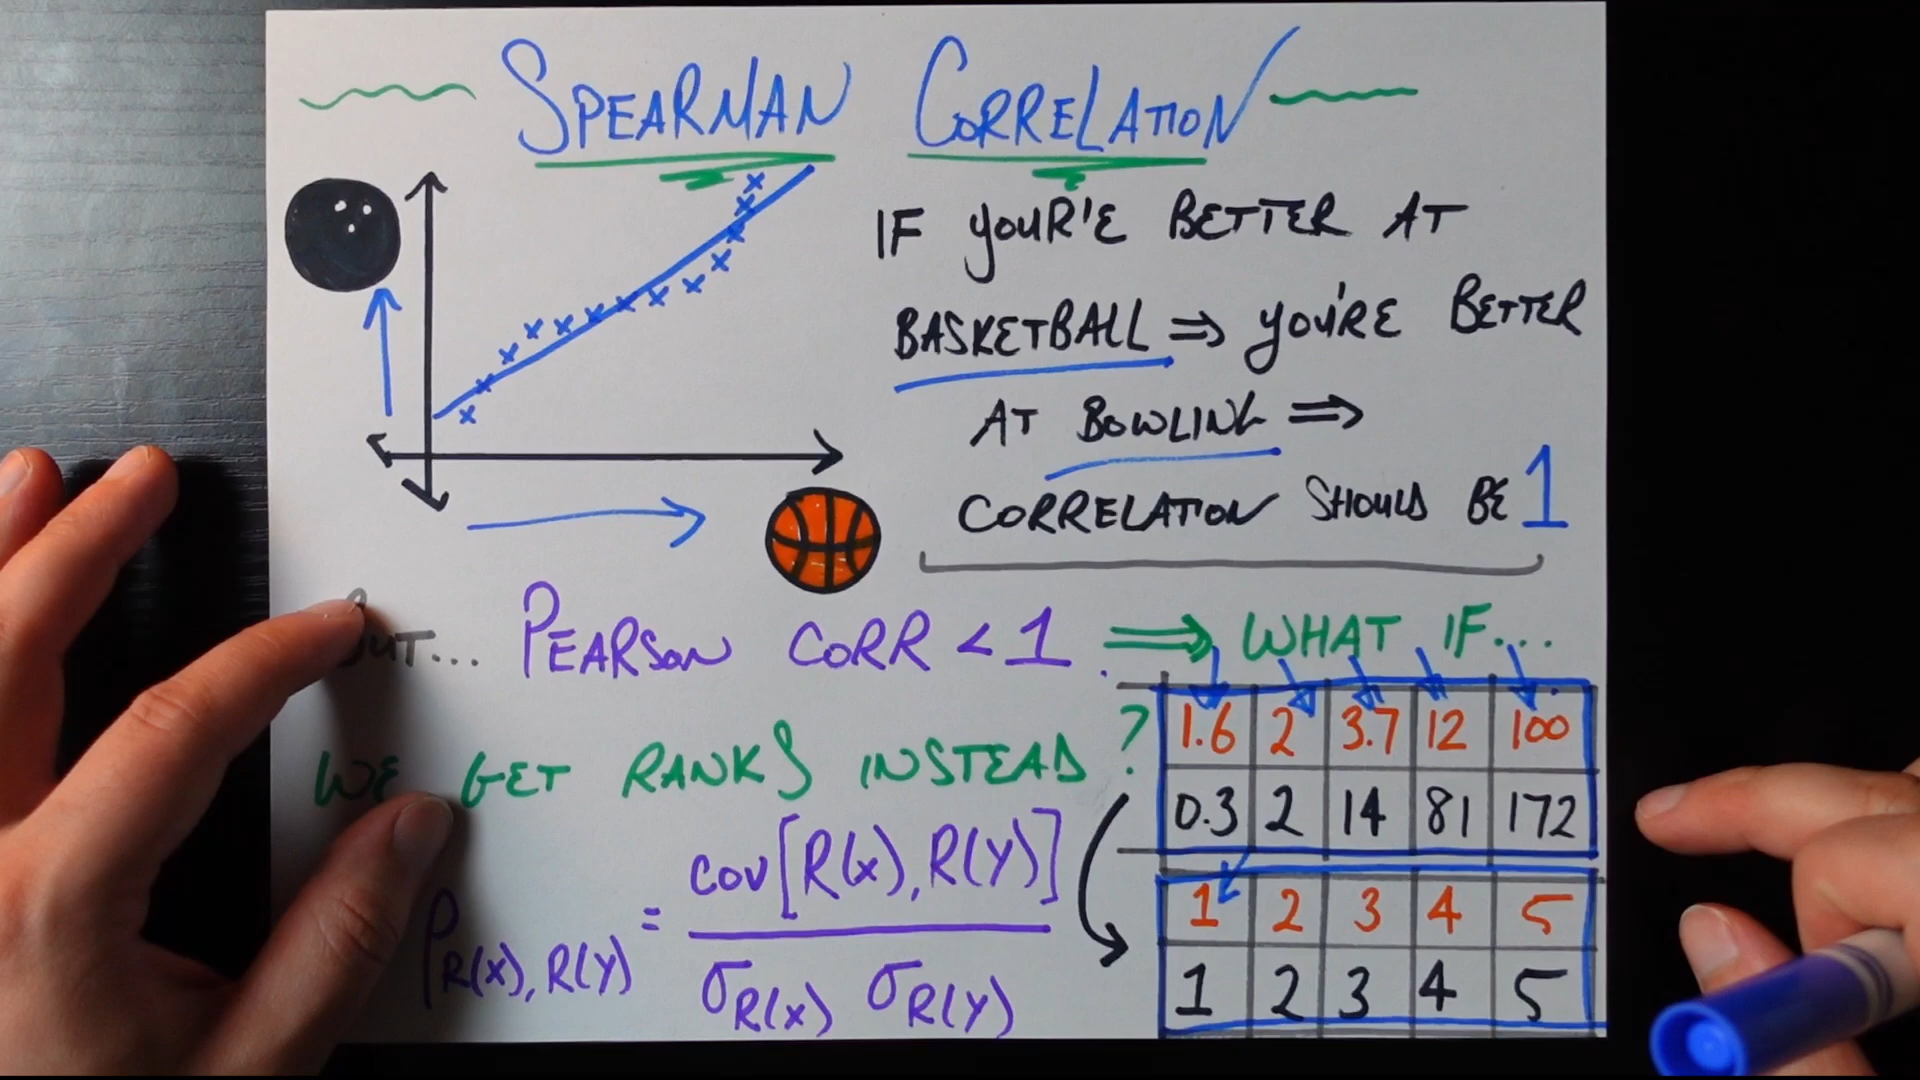 SPEARMAN CORRELATION
IF YOUR'E BETTER AT
BASKETBALL ⇒ YOU'RE BETTER
AT BOWLING ⇒
CORRELATION SHOULD BE 1
PEARSON CORR < 1 ⇒ WHAT IF...
WE GET RANKS INSTEAD ?
1.6 2 3.7 12 100
0.3 2 14 81 172
1 2 3 4 5
1 2 3 4 5
ρR(x), R(y) = cov[R(x), R(y)]
σR(x) σR(y)